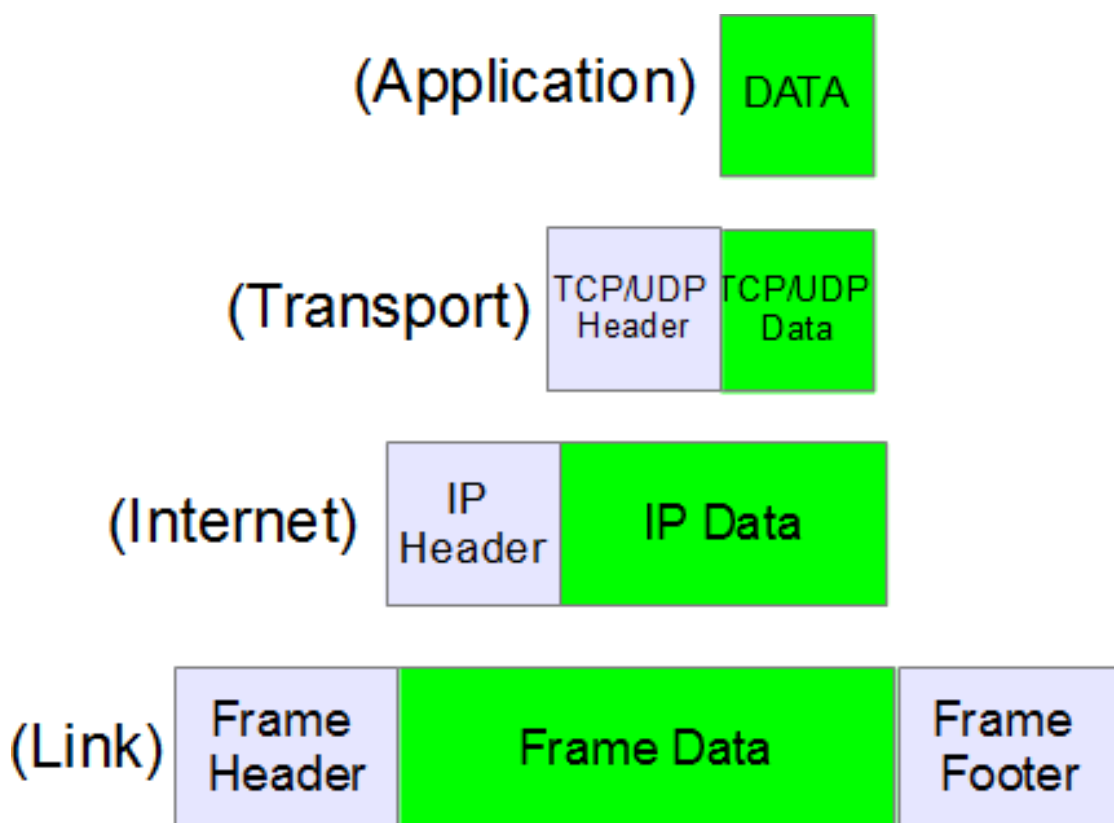 (Application)
DATA
(Transport)
TCP/UDP
Header
TCP/UDP
Data
(Internet)
IP
Header
IP Data
(Link)
Frame
Header
Frame Data
Frame
Footer